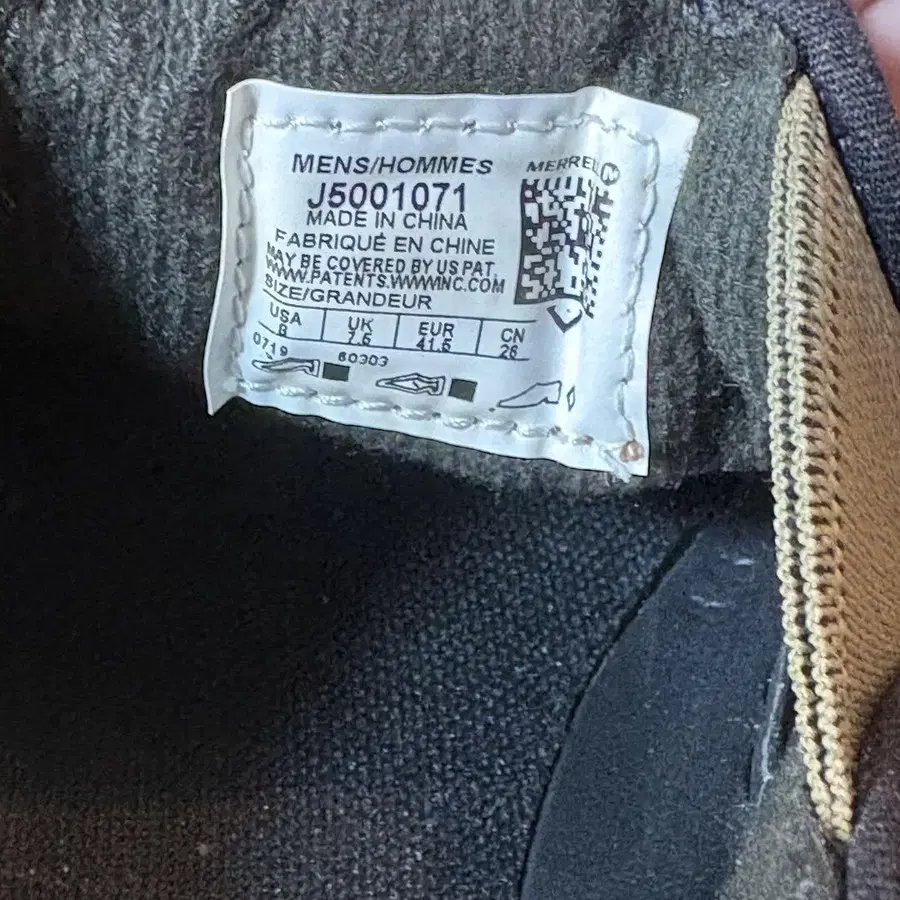 MENS/HOMMES
MERRELL
J5001071
MADE IN CHINA
FABRIQUÉ EN CHINE
MAY BE COVERED BY US PAT.
WWW.PATENTS.WWWINC.COM
SIZE/GRANDEUR
USA UK EUR CN
8 7.5 41.5 26
0719 60303